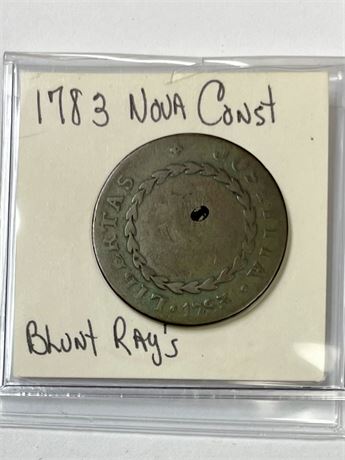 1783 NOVA CONST
LIBERTAS
1783
BLUNT RAY'S